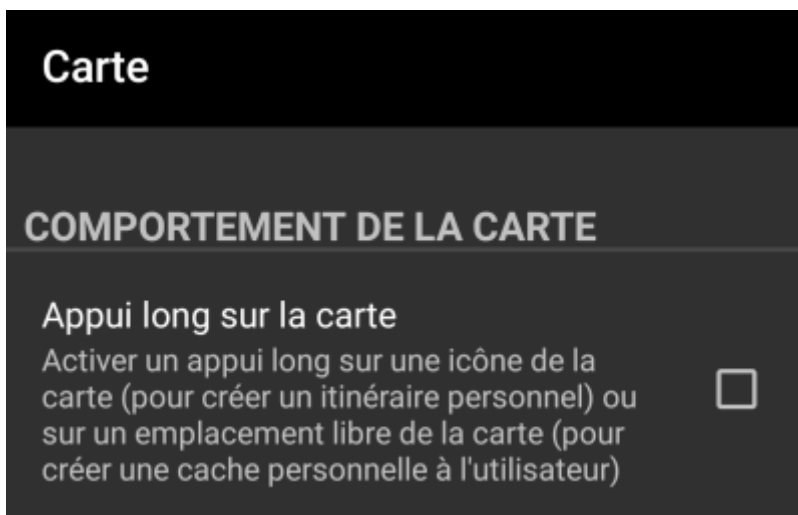 Carte
COMPORTEMENT DE LA CARTE
Appui long sur la carte
Activer un appui long sur une icône de la
carte (pour créer un itinéraire personnel) ou
sur un emplacement libre de la carte (pour
créer une cache personnelle à l'utilisateur)